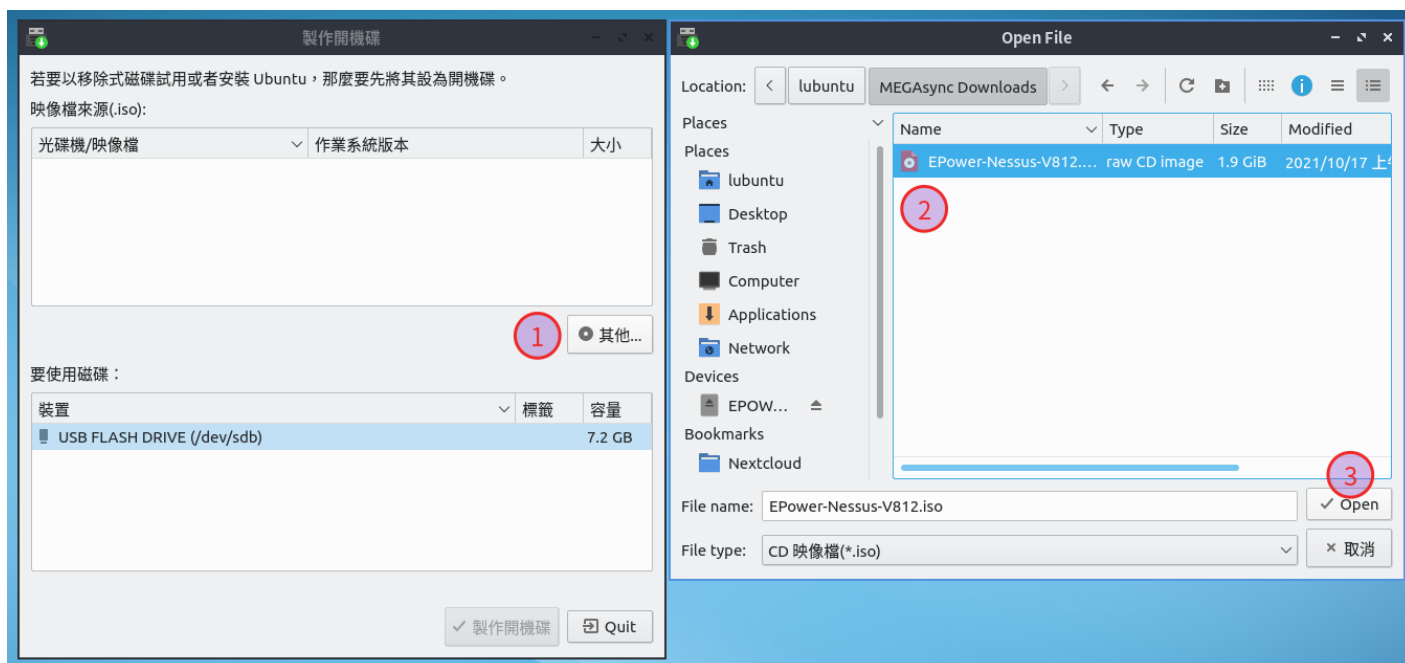 製作開機碟
若要以移除式磁碟試用或者安裝 Ubuntu，那麼要先將其設為開機碟。
映像檔來源(.iso):
光碟機/映像檔 作業系統版本 大小
1 其他...
要使用磁碟：
裝置 標籤 容量
USB FLASH DRIVE (/dev/sdb) 7.2 GB
製作開機碟 Quit
Open File
Location: lubuntu MEGAsync Downloads
Places
Places
lubuntu
Desktop
Trash
Computer
Applications
Network
Devices
EPOW...
Bookmarks
Nextcloud
Name Type Size Modified
EPower-Nessus-V812.... raw CD image 1.9 GiB 2021/10/17 上
2
3
File name: EPower-Nessus-V812.iso Open
File type: CD 映像檔(*.iso) 取消